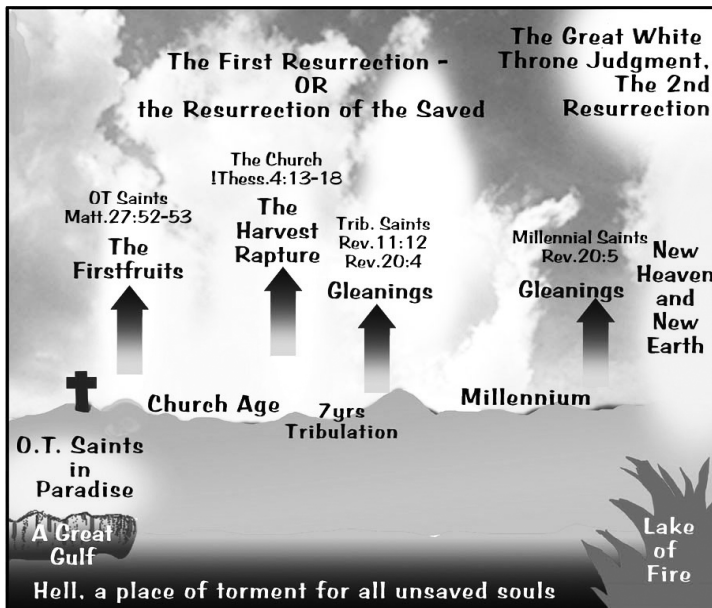 The First Resurrection -
OR
the Resurrection of the Saved
The Great White
Throne Judgment,
The 2nd
Resurrection
OT Saints
Matt.27:52-53
The
Firstfruits
The Church
!Thess.4:13-18
The
Harvest
Rapture
Trib. Saints
Rev.11:12
Rev.20:4
Gleanings
Millennial Saints
Rev.20:5
Gleanings
New
Heaven
and
New
Earth
Church Age
7yrs
Tribulation
Millennium
O.T. Saints
in
Paradise
A Great
Gulf
Lake
of
Fire
Hell, a place of torment for all unsaved souls